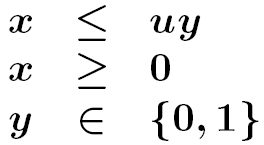 x ≤ uy
x ≥ 0
y ∈ {0, 1}